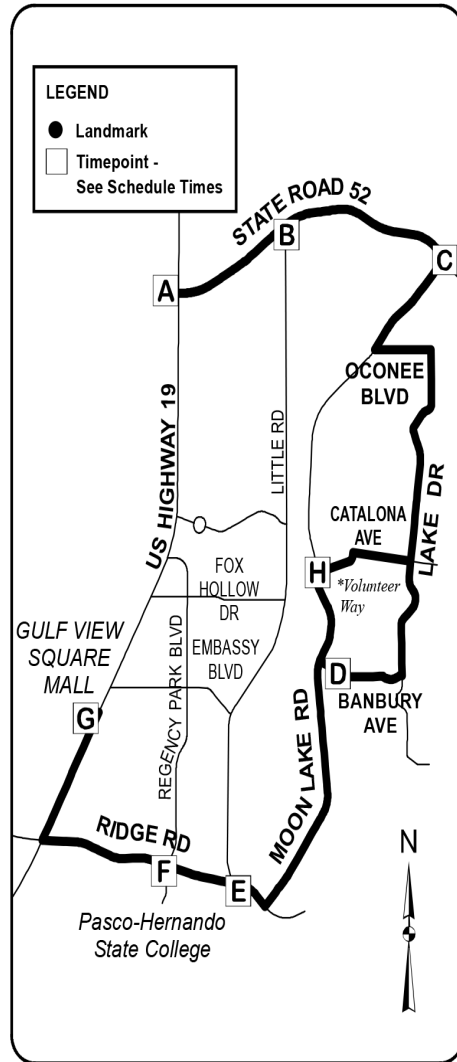 LEGEND
Landmark
Timepoint -
See Schedule Times
STATE ROAD 52
B
A
C
OCONEE
BLVD
US HIGHWAY 19
LITTLE RD
LAKE DR
CATALONA
AVE
H
*Volunteer
Way
FOX
HOLLOW
DR
EMBASSY
BLVD
REGENCY PARK BLVD
GULF VIEW
SQUARE
MALL
G
D
BANBURY
AVE
MOON LAKE RD
RIDGE RD
F
E
Pasco-Hernando
State College
N